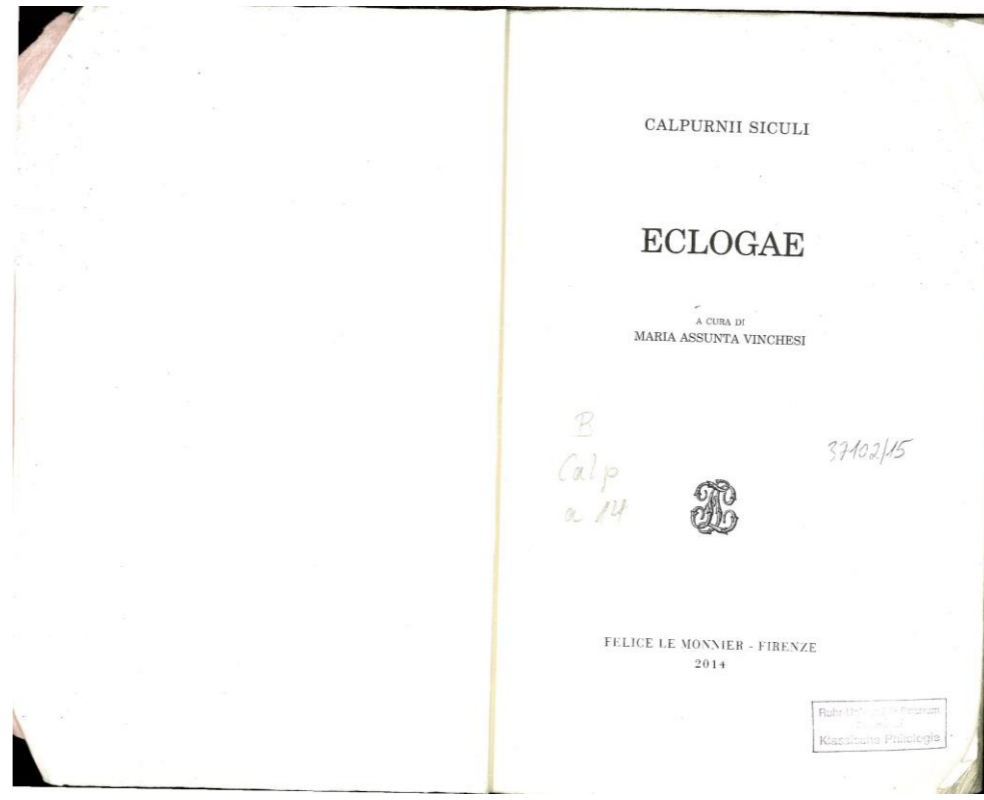 CALPURNII SICULI
ECLOGAE
A CURA DI
MARIA ASSUNTA VINCHESI
B
Calp
a 14
37102/15
FELICE LE MONNIER - FIRENZE
2014
Klassische Philologie